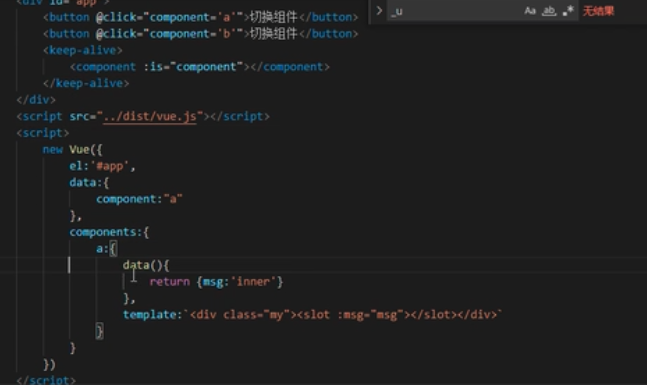 <div id="app">
<button @click="component='a'">切换组件</button>
<button @click="component='b'">切换组件</button>
<keep-alive>
<component :is="component"></component>
</keep-alive>
</div>
<script src="../dist/vue.js"></script>
<script>
new Vue({
el:'#app',
data:{
component:"a"
},
components:{
a:{
data(){
return {msg:'inner'}
},
template:`<div class="my"><slot :msg="msg"></slot></div>`
}
}
})
</script>
> _u Aa ab. .* 无结果